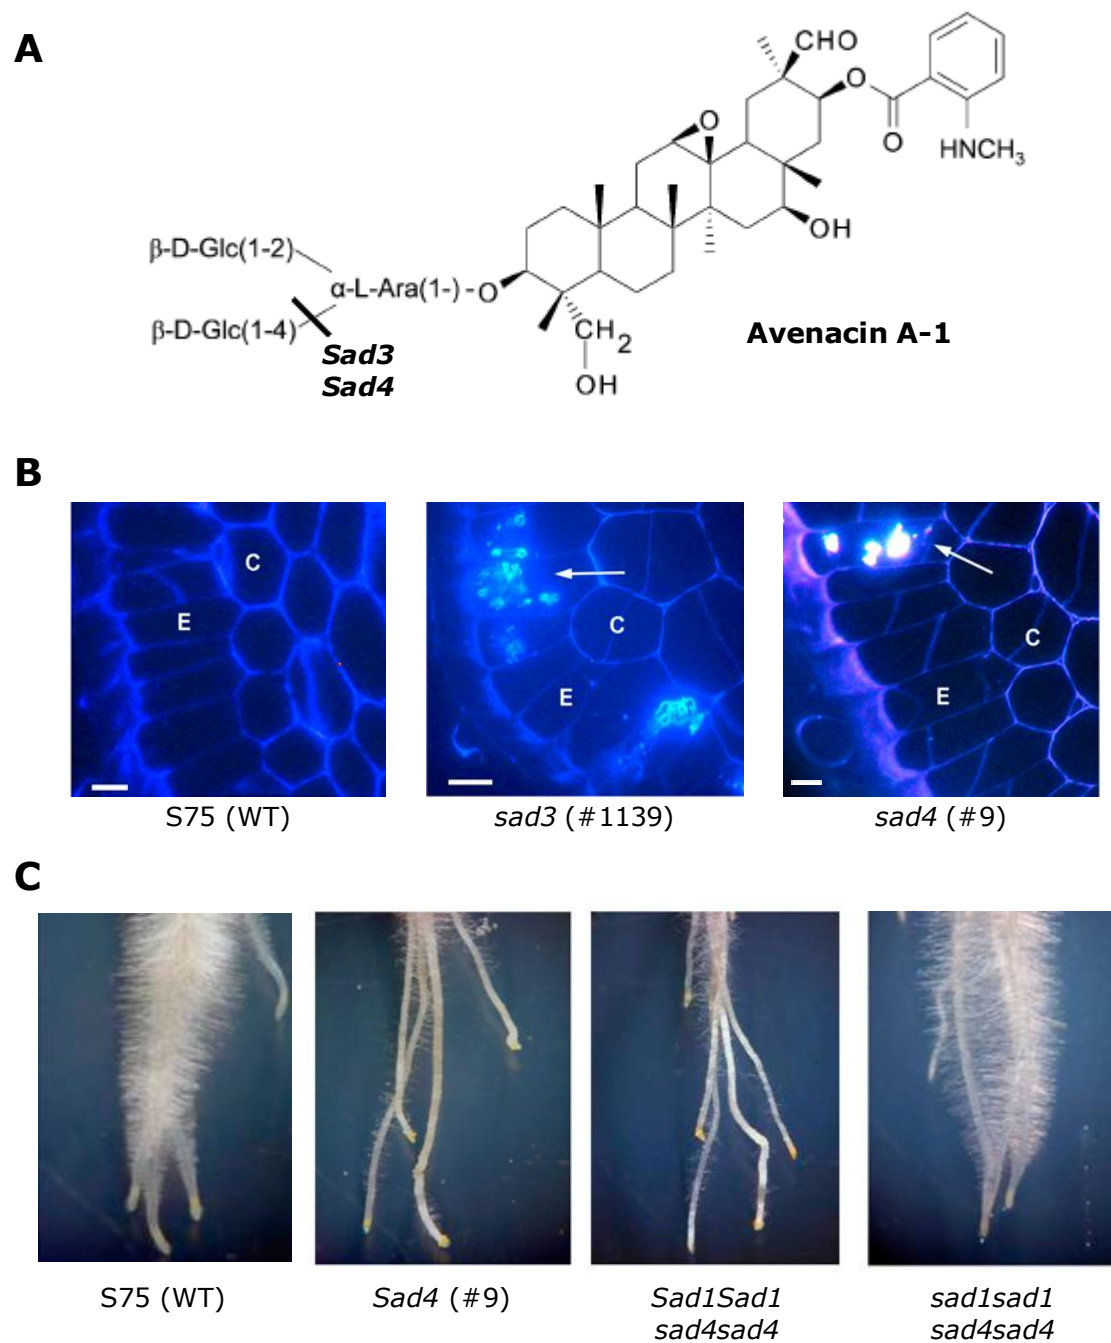 A
CHO
O
O
O
HNCH3
OH
β-D-Glc(1-2)
α-L-Ara(1-)-O
β-D-Glc(1-4)
CH2
OH
Sad3
Sad4
Avenacin A-1
B
C
E
C
E
C
E
S75 (WT)
sad3 (#1139)
sad4 (#9)
C
S75 (WT)
Sad4 (#9)
Sad1Sad1
sad4sad4
sad1sad1
sad4sad4